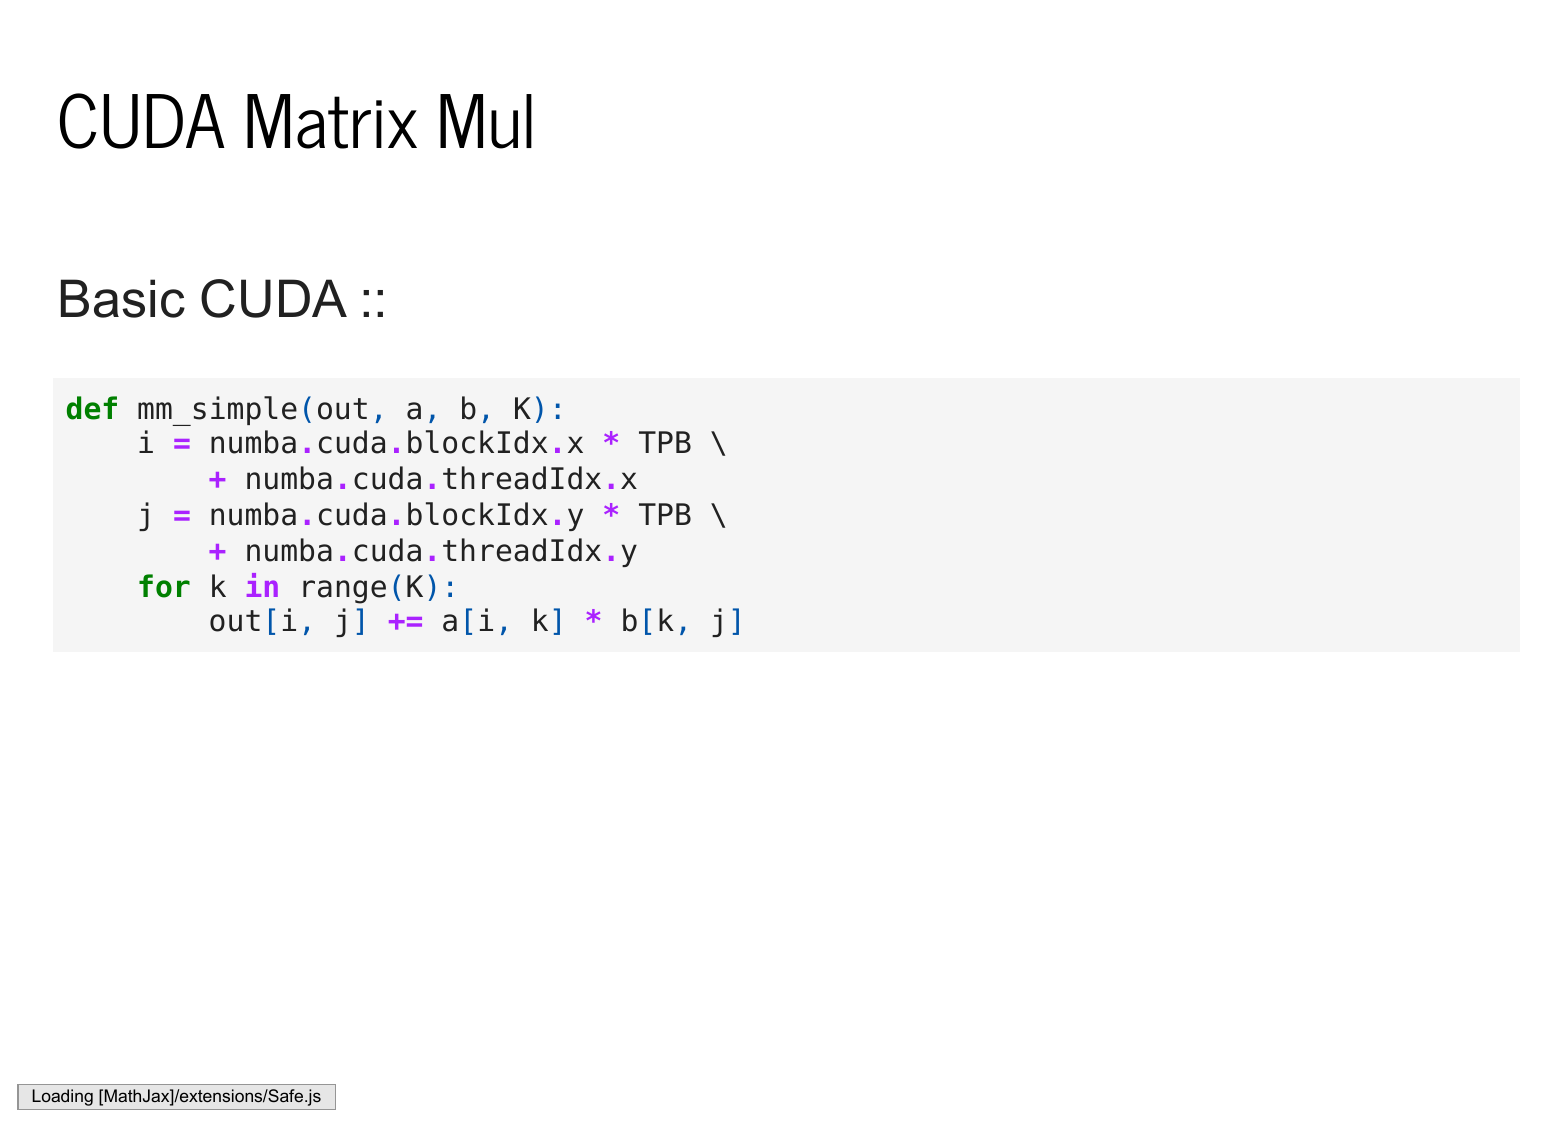 CUDA Matrix Mul
Basic CUDA ::
def mm_simple(out, a, b, K):
    i = numba.cuda.blockIdx.x * TPB \
        + numba.cuda.threadIdx.x
    j = numba.cuda.blockIdx.y * TPB \
        + numba.cuda.threadIdx.y
    for k in range(K):
        out[i, j] += a[i, k] * b[k, j]
Loading [MathJax]/extensions/Safe.js